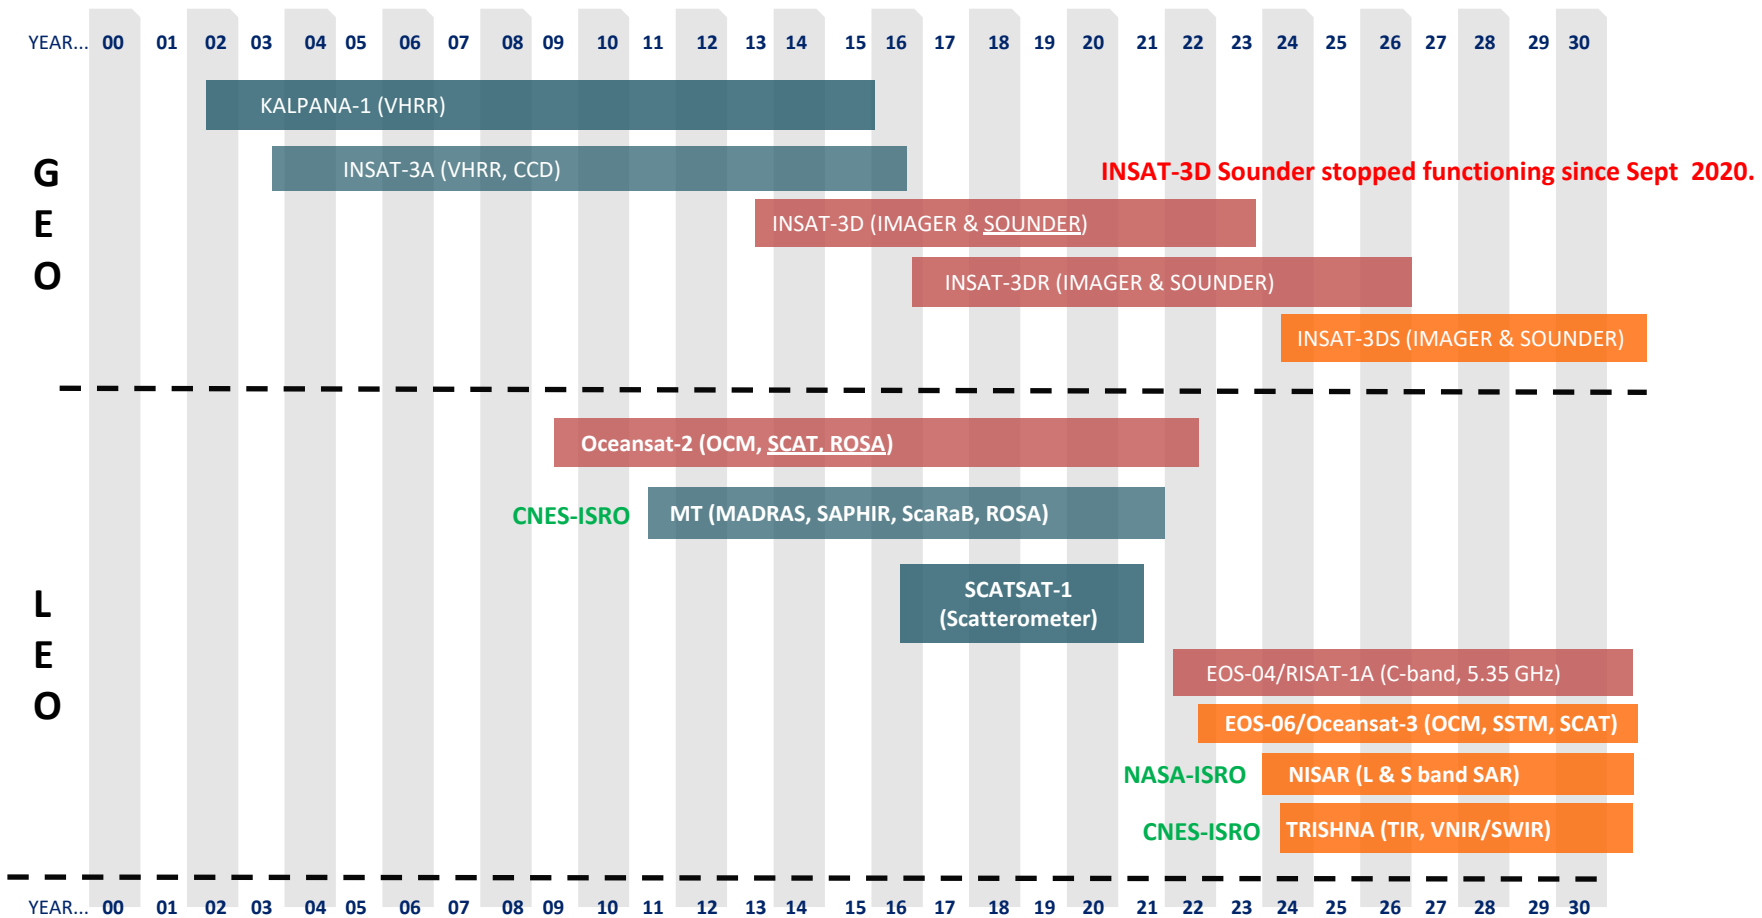 YEAR... 00 01 02 03 04 05 06 07 08 09 10 11 12 13 14 15 16 17 18 19 20 21 22 23 24 25 26 27 28 29 30
GEO
KALPANA-1 (VHRR)
INSAT-3A (VHRR, CCD)
INSAT-3D Sounder stopped functioning since Sept 2020.
INSAT-3D (IMAGER & SOUNDER)
INSAT-3DR (IMAGER & SOUNDER)
INSAT-3DS (IMAGER & SOUNDER)
LEO
Oceansat-2 (OCM, SCAT, ROSA)
CNES-ISRO MT (MADRAS, SAPHIR, ScaRaB, ROSA)
SCATSAT-1
(Scatterometer)
EOS-04/RISAT-1A (C-band, 5.35 GHz)
EOS-06/Oceansat-3 (OCM, SSTM, SCAT)
NASA-ISRO NISAR (L & S band SAR)
CNES-ISRO TRISHNA (TIR, VNIR/SWIR)
YEAR... 00 01 02 03 04 05 06 07 08 09 10 11 12 13 14 15 16 17 18 19 20 21 22 23 24 25 26 27 28 29 30